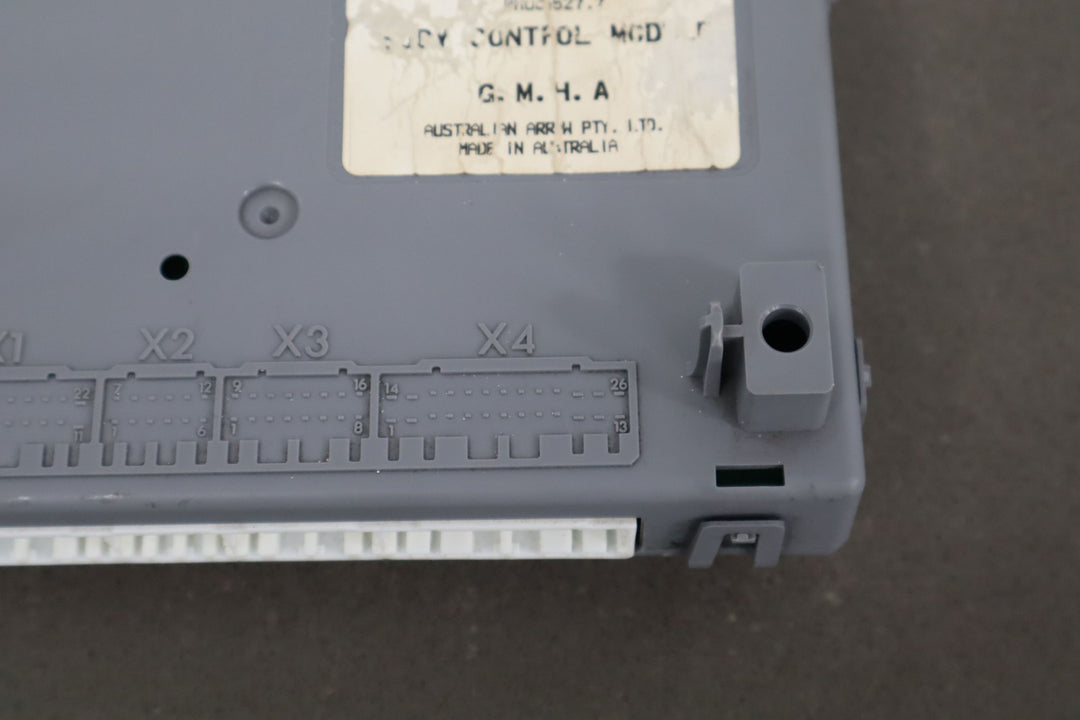 CONTROL
G. M. H. A
AUSTRALIAN ARROW PTY. LTD.
MADE IN AUSTRALIA
X1 X2 X3 X4
22 7 12 9 16 14 26
11 1 6 1 8 1 13